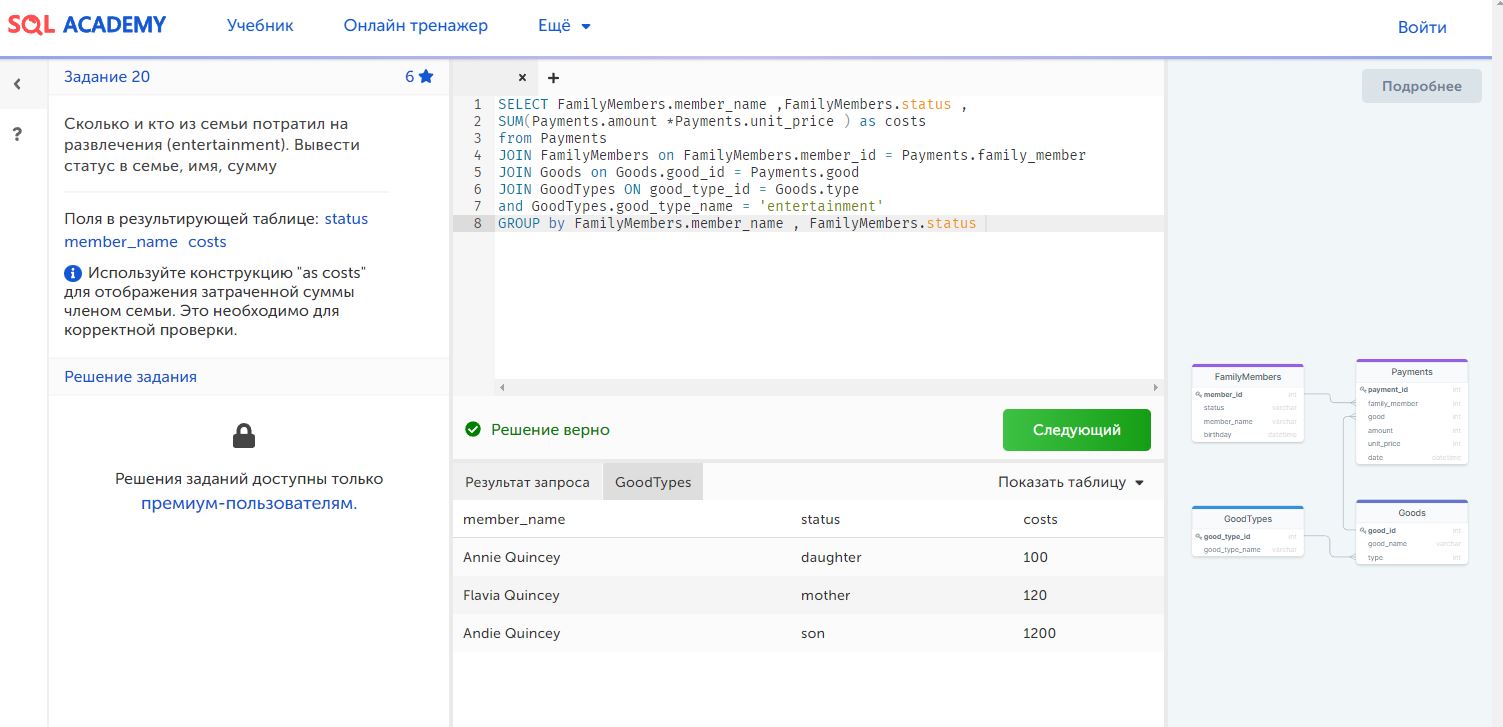 SQL ACADEMY
Учебник
Онлайн тренажер
Ещё
Войти
Задание 20
6
Сколько и кто из семьи потратил на
развлечения (entertainment). Вывести
статус в семье, имя, сумму
Поля в результирующей таблице: status
member_name costs
Используйте конструкцию "as costs"
для отображения затраченной суммы
членом семьи. Это необходимо для
корректной проверки.
Решение задания
Решения заданий доступны только
премиум-пользователям.
1 SELECT FamilyMembers.member_name ,FamilyMembers.status ,
2 SUM(Payments.amount *Payments.unit_price ) as costs
3 from Payments
4 JOIN FamilyMembers on FamilyMembers.member_id = Payments.family_member
5 JOIN Goods on Goods.good_id = Payments.good
6 JOIN GoodTypes ON good_type_id = Goods.type
7 and GoodTypes.good_type_name = 'entertainment'
8 GROUP by FamilyMembers.member_name , FamilyMembers.status
Решение верно
Следующий
Результат запроса
GoodTypes
Показать таблицу
member_name status costs
Annie Quincey daughter 100
Flavia Quincey mother 120
Andie Quincey son 1200
Подробнее
FamilyMembers
member_id int
status varchar
member_name varchar
birthday datetime
Payments
payment_id int
family_member int
good int
amount int
unit_price int
date datetime
GoodTypes
good_type_id int
good_type_name varchar
Goods
good_id int
good_name varchar
type int